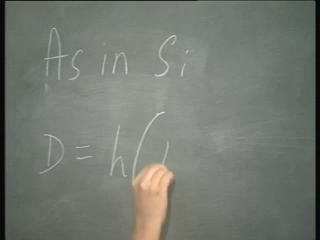 As in Si
D = h(